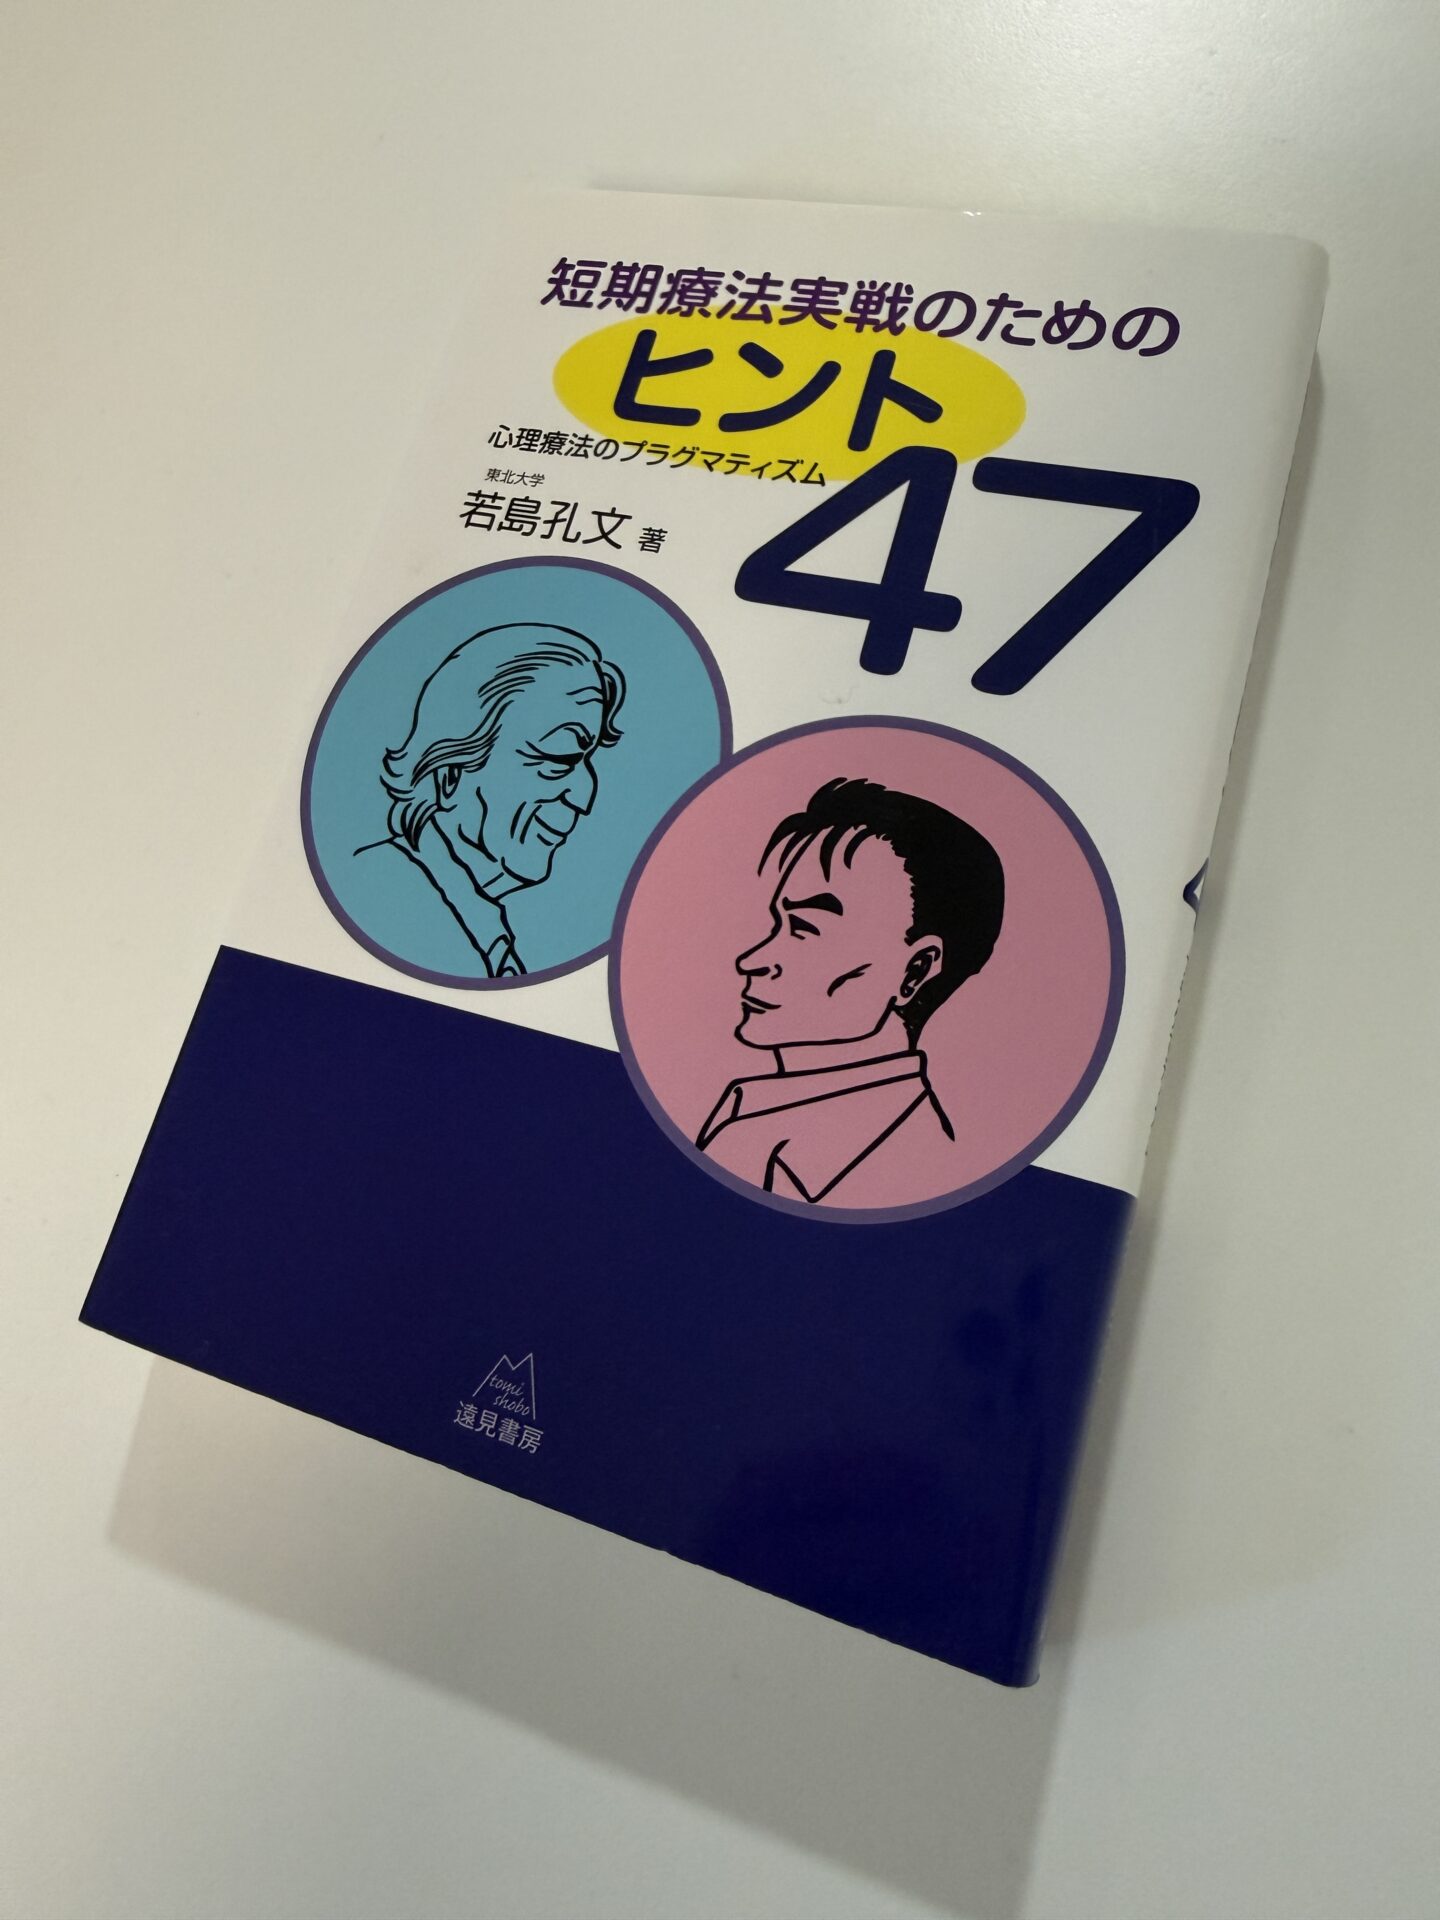 短期療法実戦のための
ヒント
47
心理療法のプラグマティズム
東北大学
若島孔文 著
tomi
shobo
遠見書房